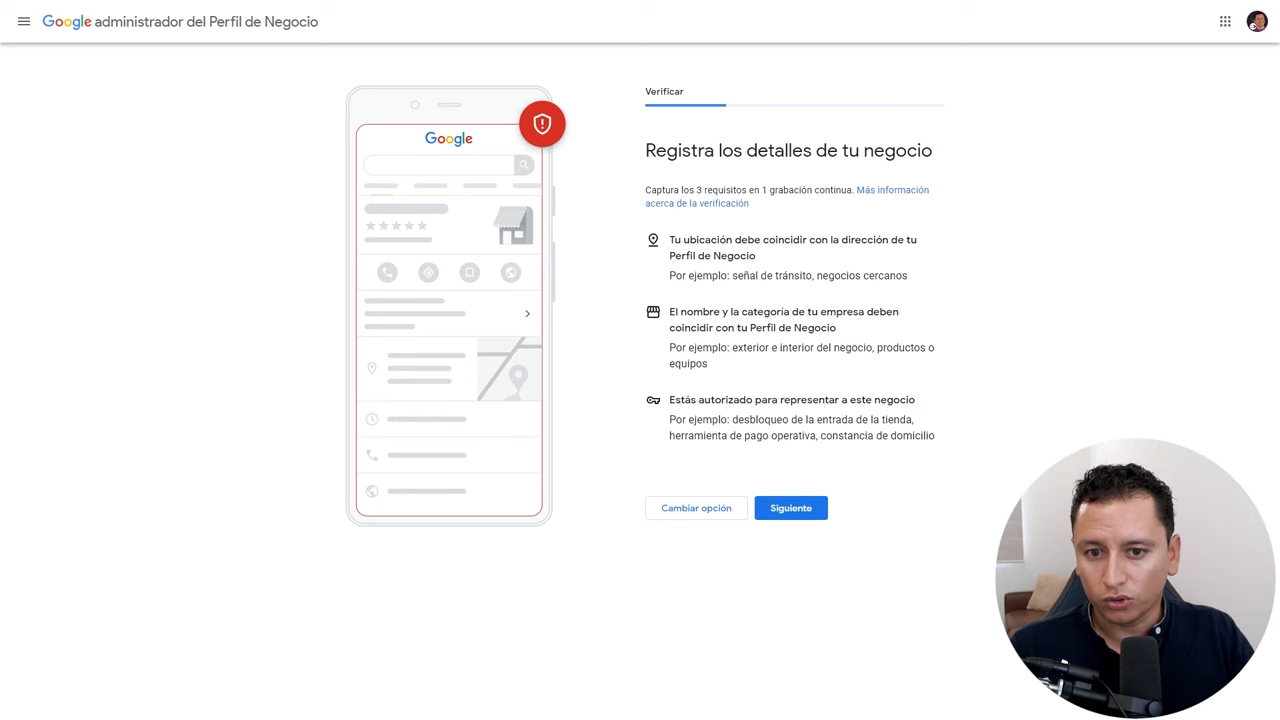 Google administrador del Perfil de Negocio
Google
Verificar
Registra los detalles de tu negocio
Captura los 3 requisitos en 1 grabación continua. Más información
acerca de la verificación
Tu ubicación debe coincidir con la dirección de tu
Perfil de Negocio
Por ejemplo: señal de tránsito, negocios cercanos
El nombre y la categoría de tu empresa deben
coincidir con tu Perfil de Negocio
Por ejemplo: exterior e interior del negocio, productos o
equipos
Estás autorizado para representar a este negocio
Por ejemplo: desbloqueo de la entrada de la tienda,
herramienta de pago operativa, constancia de domicilio
Cambiar opción
Siguiente